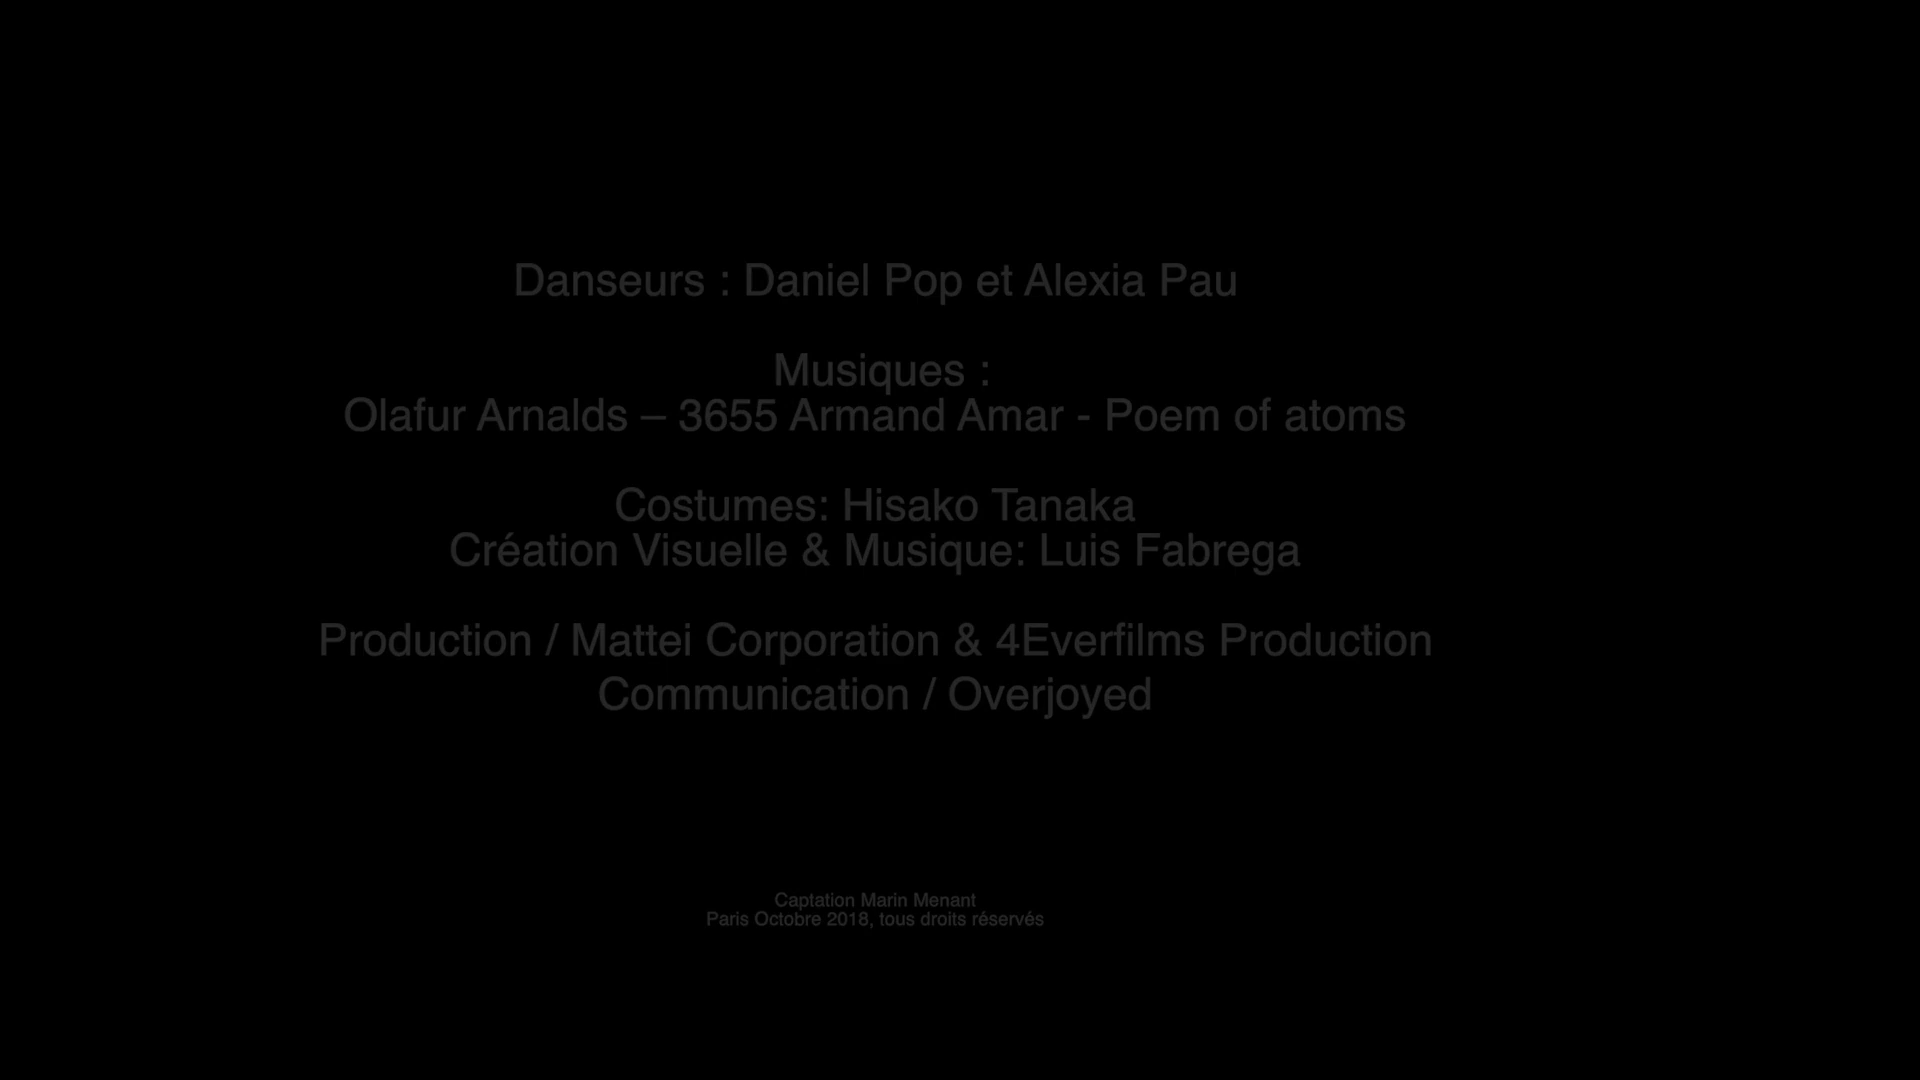 Danseurs : Daniel Pop et Alexia Pau
Musiques :
Olafur Arnalds – 3655 Armand Amar - Poem of atoms
Costumes: Hisako Tanaka
Création Visuelle & Musique: Luis Fabrega
Production / Mattei Corporation & 4Everfilms Production
Communication / Overjoyed
Captation Marin Menant
Paris Octobre 2018, tous droits réservés